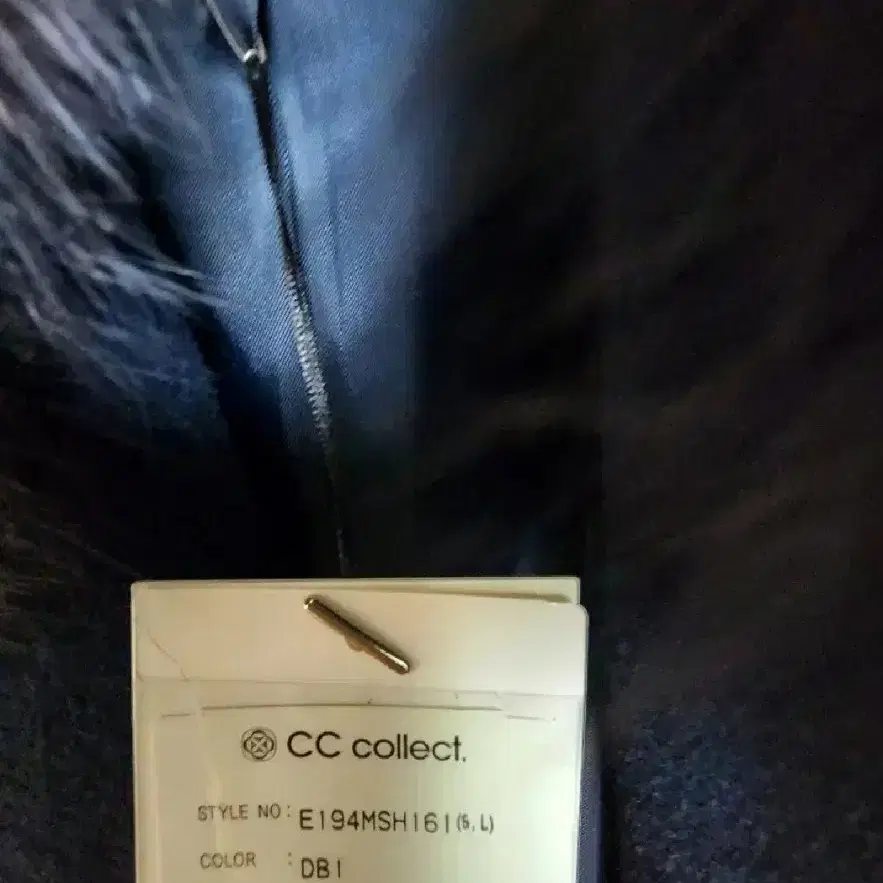 CC collect.
STYLE NO : E194MSH161 (S, L)
COLOR : DB1